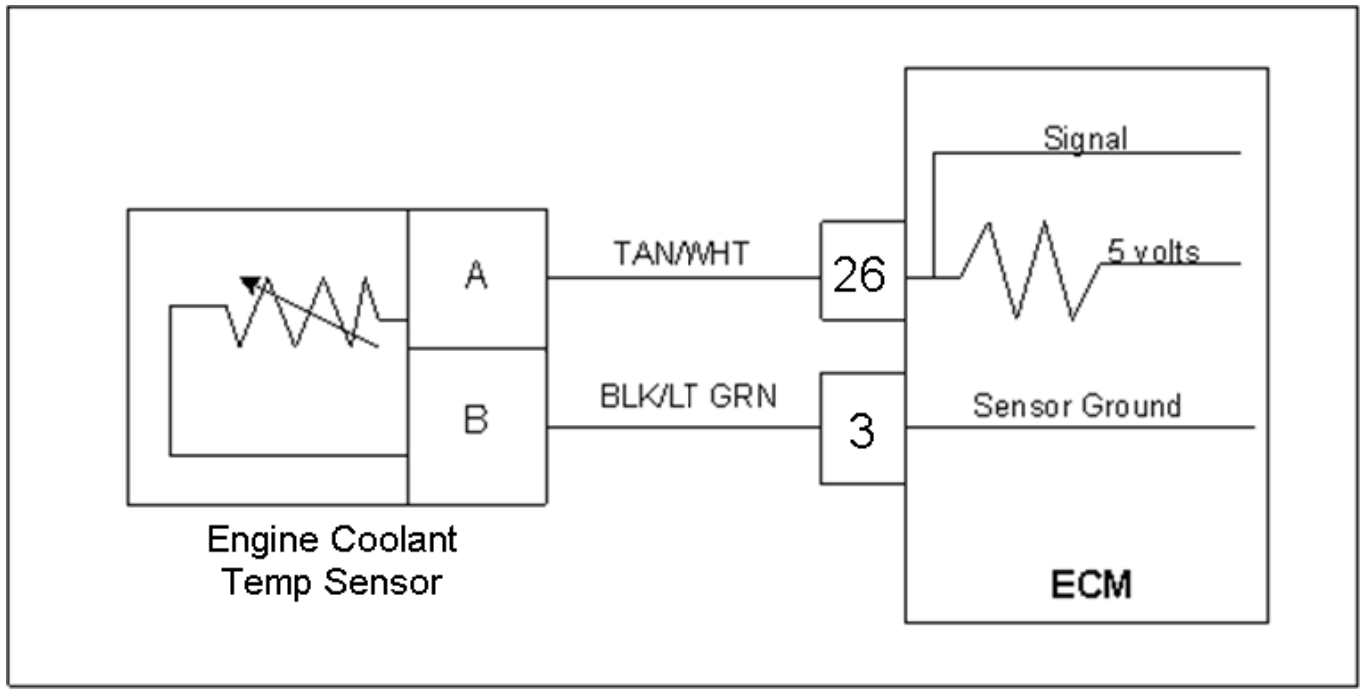 Signal
TAN/WHT
5 volts
A
26
BLK/LT GRN
Sensor Ground
B
3
Engine Coolant
Temp Sensor
ECM